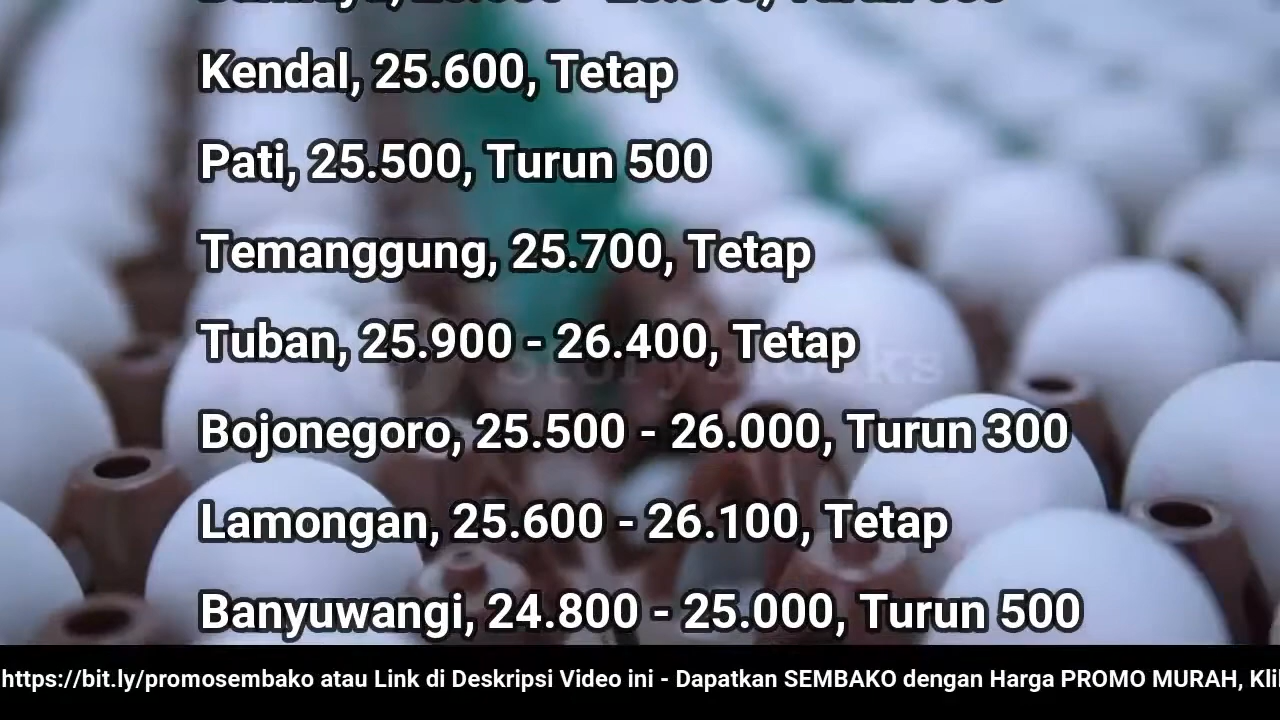 Kendal, 25.600, Tetap
Pati, 25.500, Turun 500
Temanggung, 25.700, Tetap
Tuban, 25.900 - 26.400, Tetap
Bojonegoro, 25.500 - 26.000, Turun 300
Lamongan, 25.600 - 26.100, Tetap
Banyuwangi, 24.800 - 25.000, Turun 500
https://bit.ly/promosembako atau Link di Deskripsi Video ini - Dapatkan SEMBAKO dengan Harga PROMO MURAH,